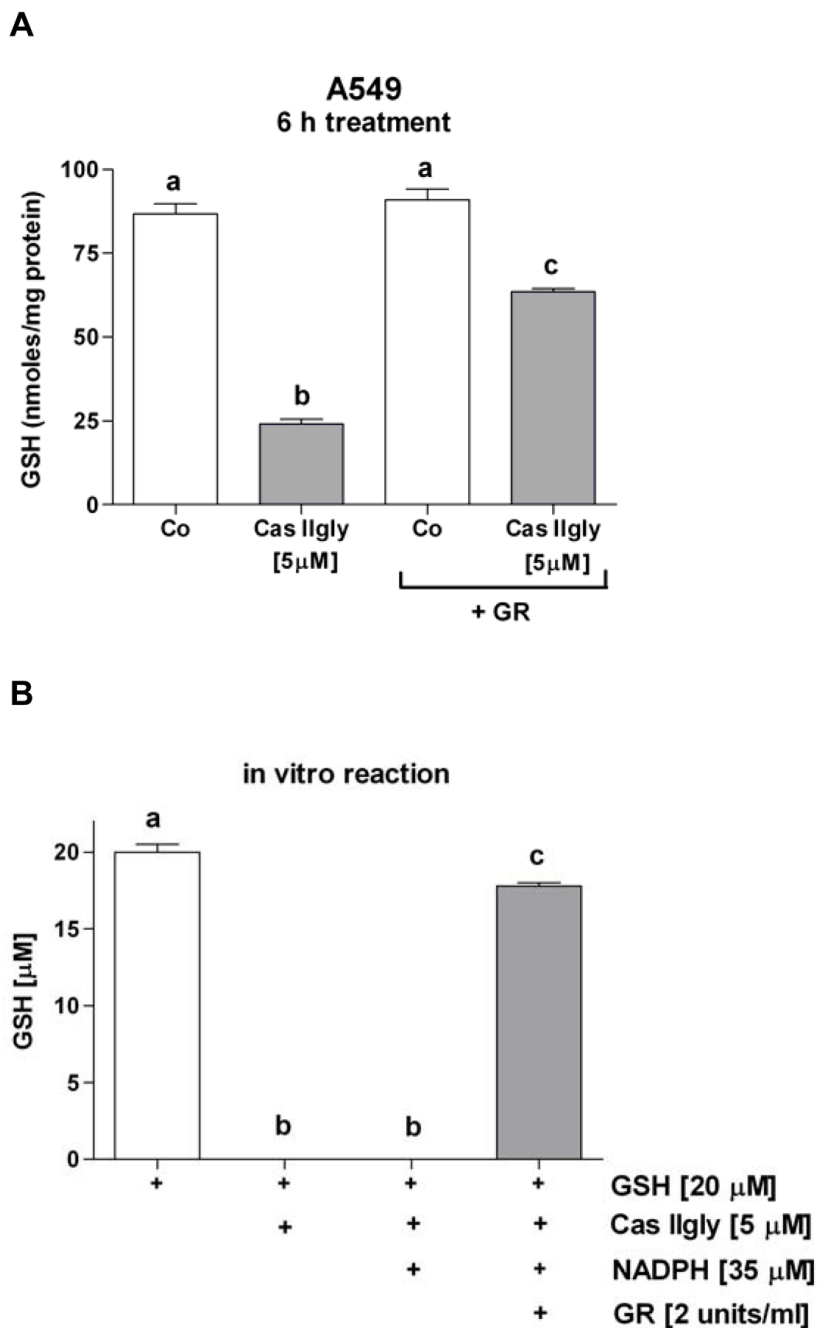 A
A549
6 h treatment
GSH (nmoles/mg protein)
100
75
50
25
0
a
b
a
c
Co
Cas IIgly
[5μM]
Co
Cas IIgly
[5μM]
+ GR
B
in vitro reaction
GSH [μM]
20
15
10
5
0
a
b
b
c
+ + + + GSH [20 μM]
+ + + Cas IIgly [5 μM]
+ + NADPH [35 μM]
+ GR [2 units/ml]